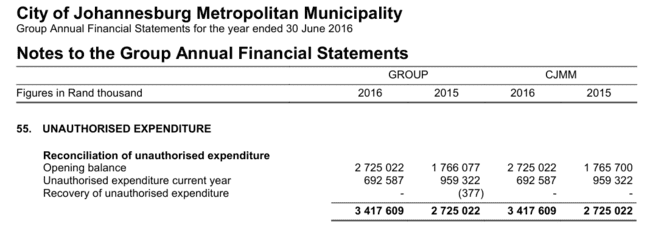 City of Johannesburg Metropolitan Municipality
Group Annual Financial Statements for the year ended 30 June 2016
Notes to the Group Annual Financial Statements
GROUP CJMM
Figures in Rand thousand 2016 2015 2016 2015
55. UNAUTHORISED EXPENDITURE
Reconciliation of unauthorised expenditure
Opening balance 2 725 022 1 766 077 2 725 022 1 765 700
Unauthorised expenditure current year 692 587 959 322 692 587 959 322
Recovery of unauthorised expenditure - (377) - -
3 417 609 2 725 022 3 417 609 2 725 022